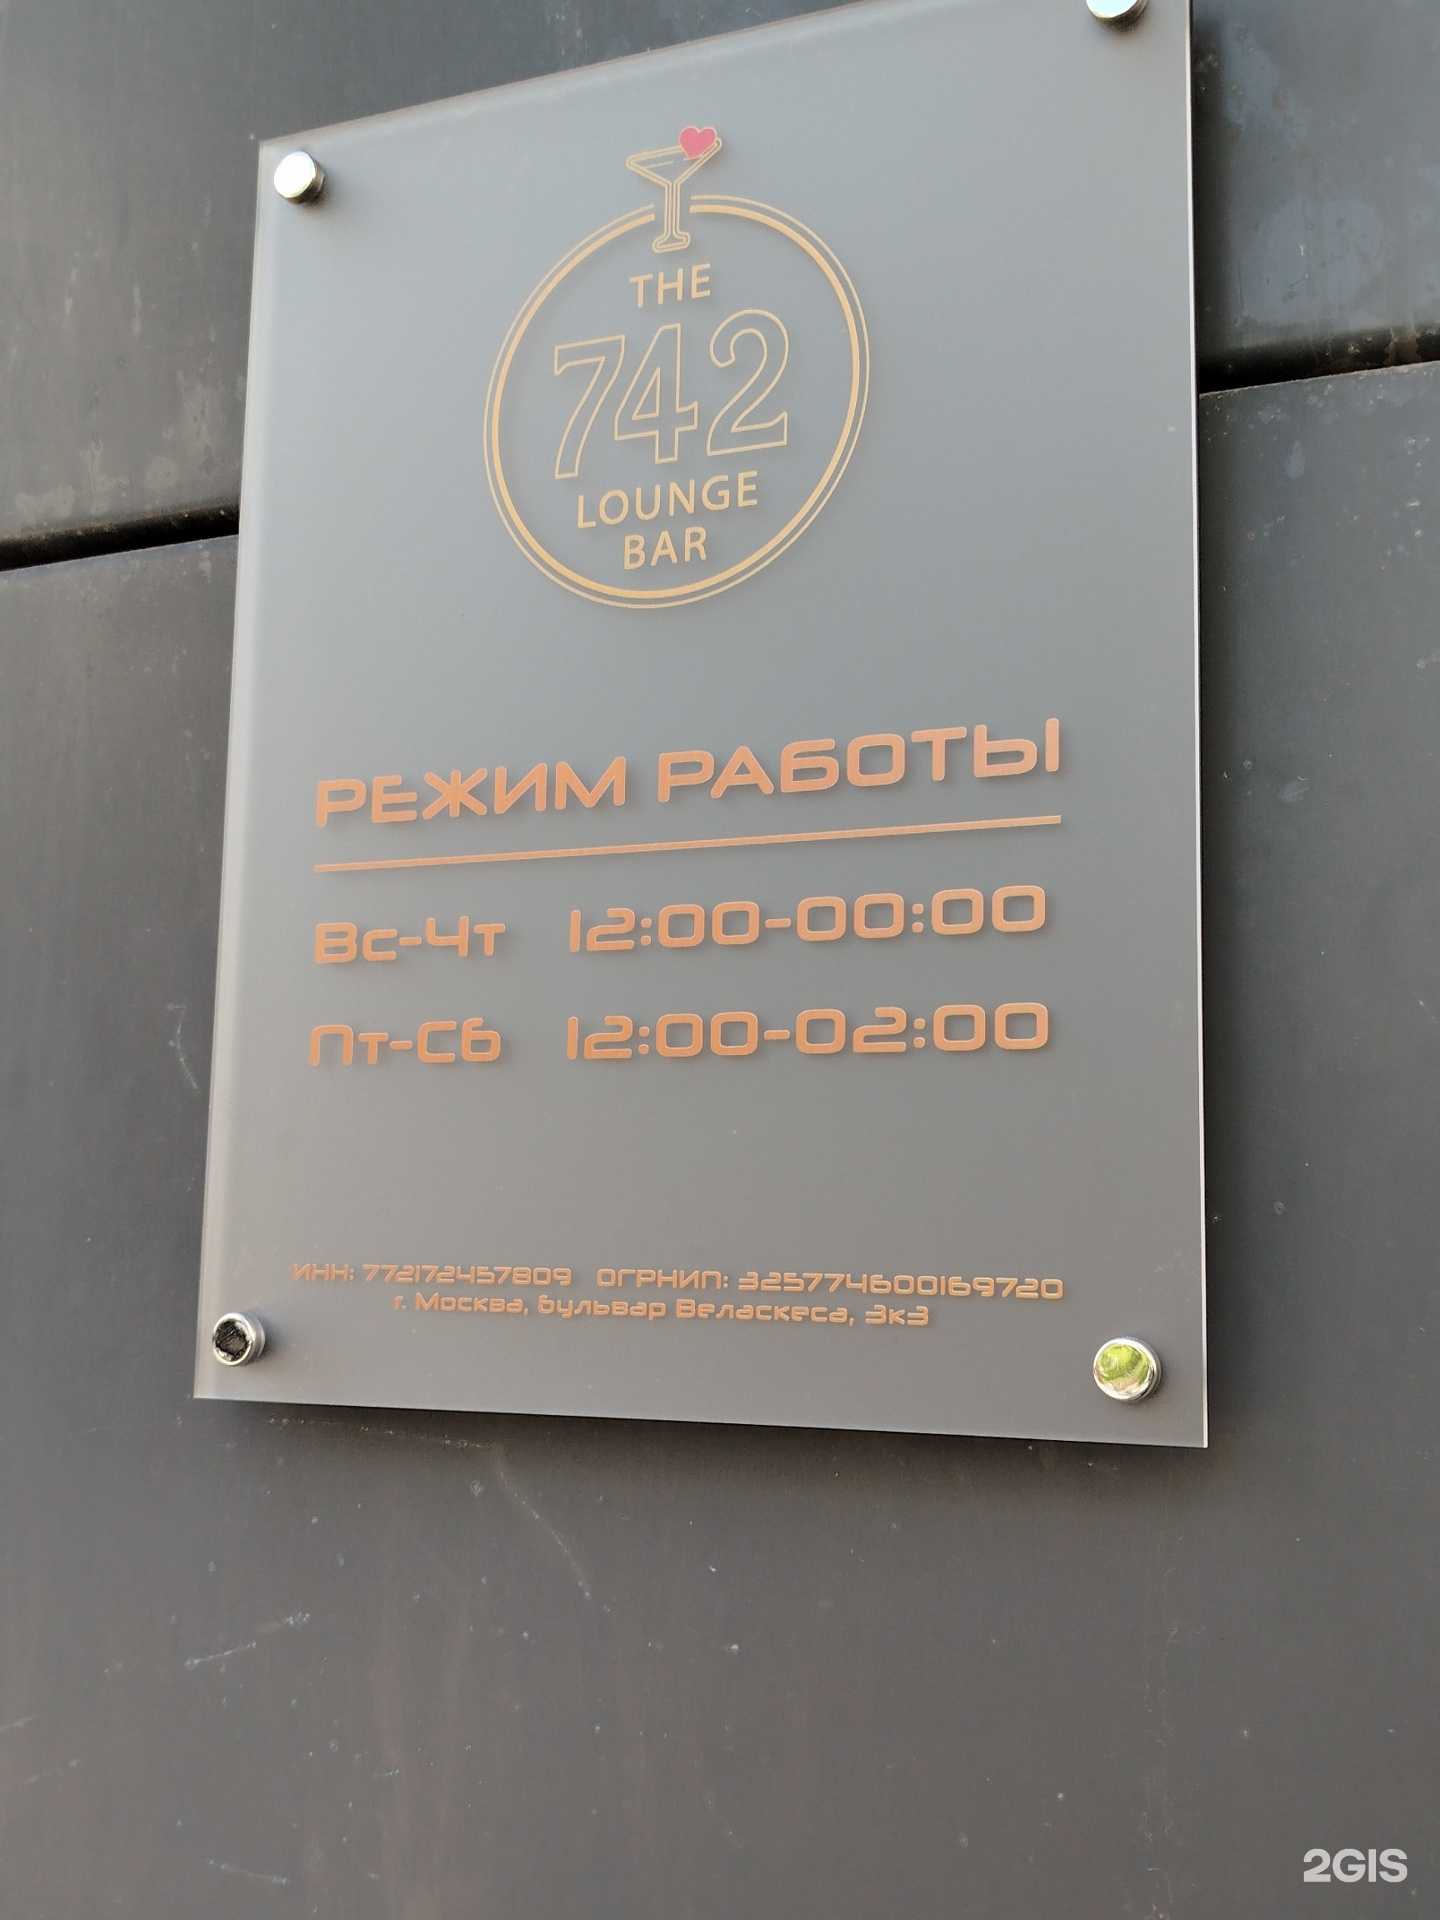 THE
742
LOUNGE
BAR
РЕЖИМ РАБОТЫ
Вс-Чт 12:00-00:00
Пт-Сб 12:00-02:00
ИНН: 772172457809 ОГРНИП: 325774600169720
г. Москва, бульвар Веласкеса, 3к3
2GIS